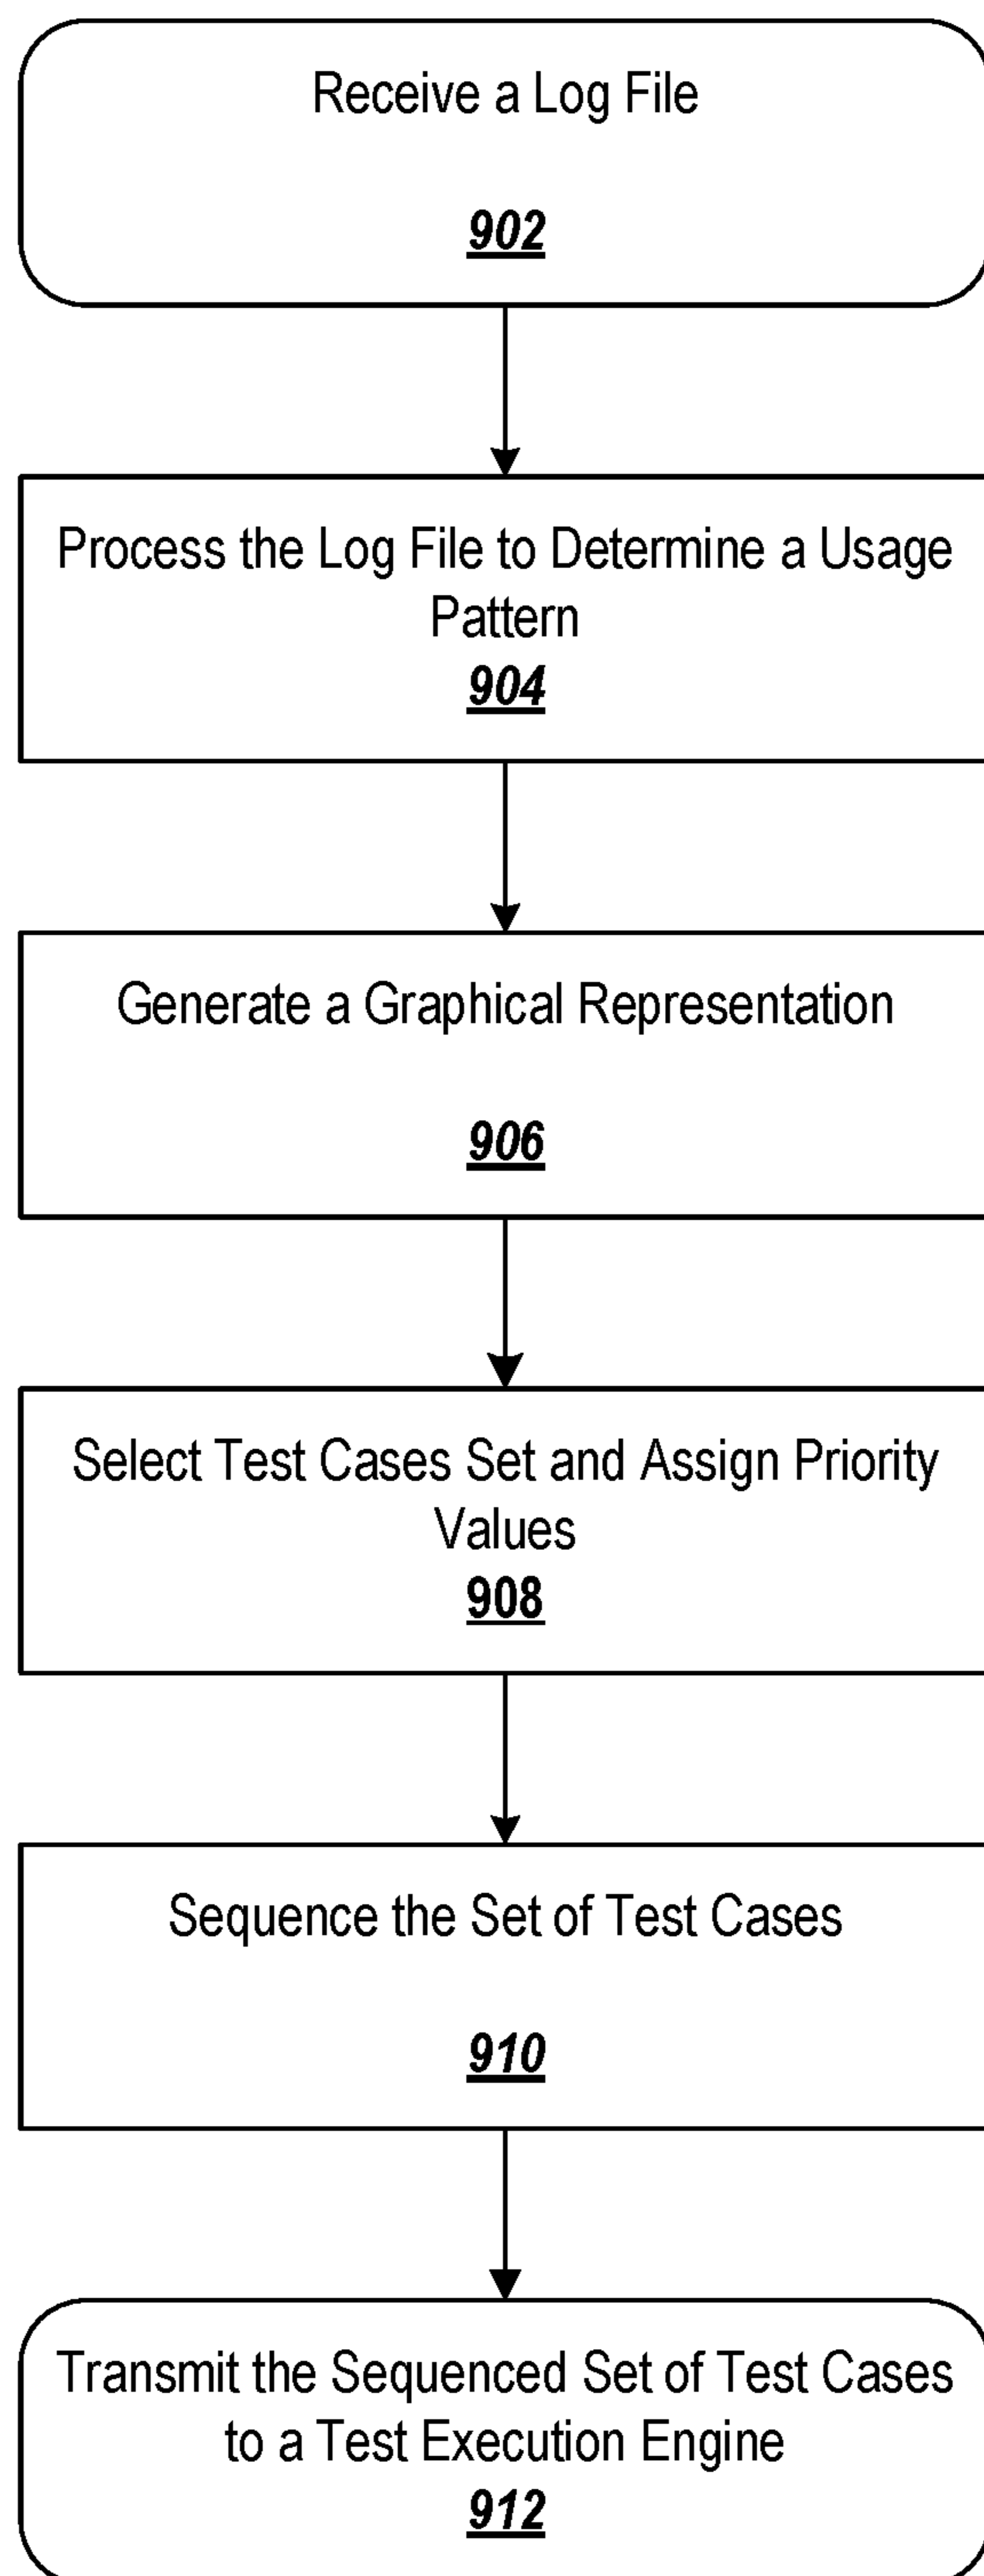 Receive a Log File
902
Process the Log File to Determine a Usage
Pattern
904
Generate a Graphical Representation
906
Select Test Cases Set and Assign Priority
Values
908
Sequence the Set of Test Cases
910
Transmit the Sequenced Set of Test Cases
to a Test Execution Engine
912